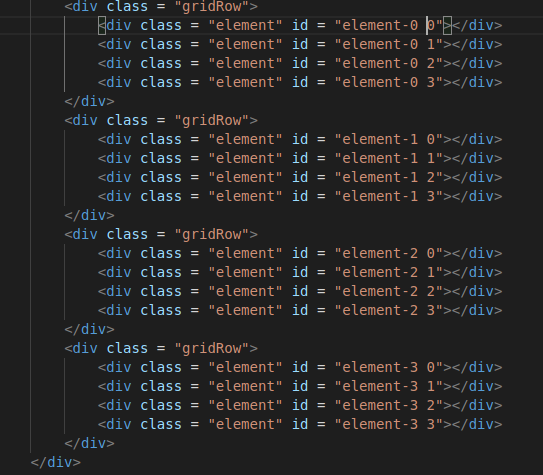 <div class = "gridRow">
<div class = "element" id = "element-0 0"></div>
<div class = "element" id = "element-0 1"></div>
<div class = "element" id = "element-0 2"></div>
<div class = "element" id = "element-0 3"></div>
</div>
<div class = "gridRow">
<div class = "element" id = "element-1 0"></div>
<div class = "element" id = "element-1 1"></div>
<div class = "element" id = "element-1 2"></div>
<div class = "element" id = "element-1 3"></div>
</div>
<div class = "gridRow">
<div class = "element" id = "element-2 0"></div>
<div class = "element" id = "element-2 1"></div>
<div class = "element" id = "element-2 2"></div>
<div class = "element" id = "element-2 3"></div>
</div>
<div class = "gridRow">
<div class = "element" id = "element-3 0"></div>
<div class = "element" id = "element-3 1"></div>
<div class = "element" id = "element-3 2"></div>
<div class = "element" id = "element-3 3"></div>
</div>
</div>